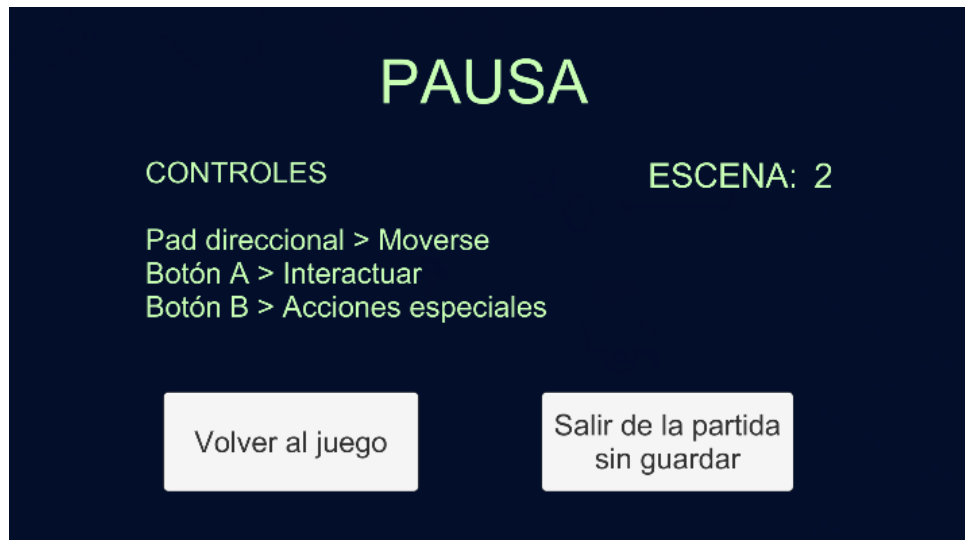 PAUSA
CONTROLES
ESCENA: 2
Pad direccional > Moverse
Botón A > Interactuar
Botón B > Acciones especiales
Volver al juego
Salir de la partida
sin guardar